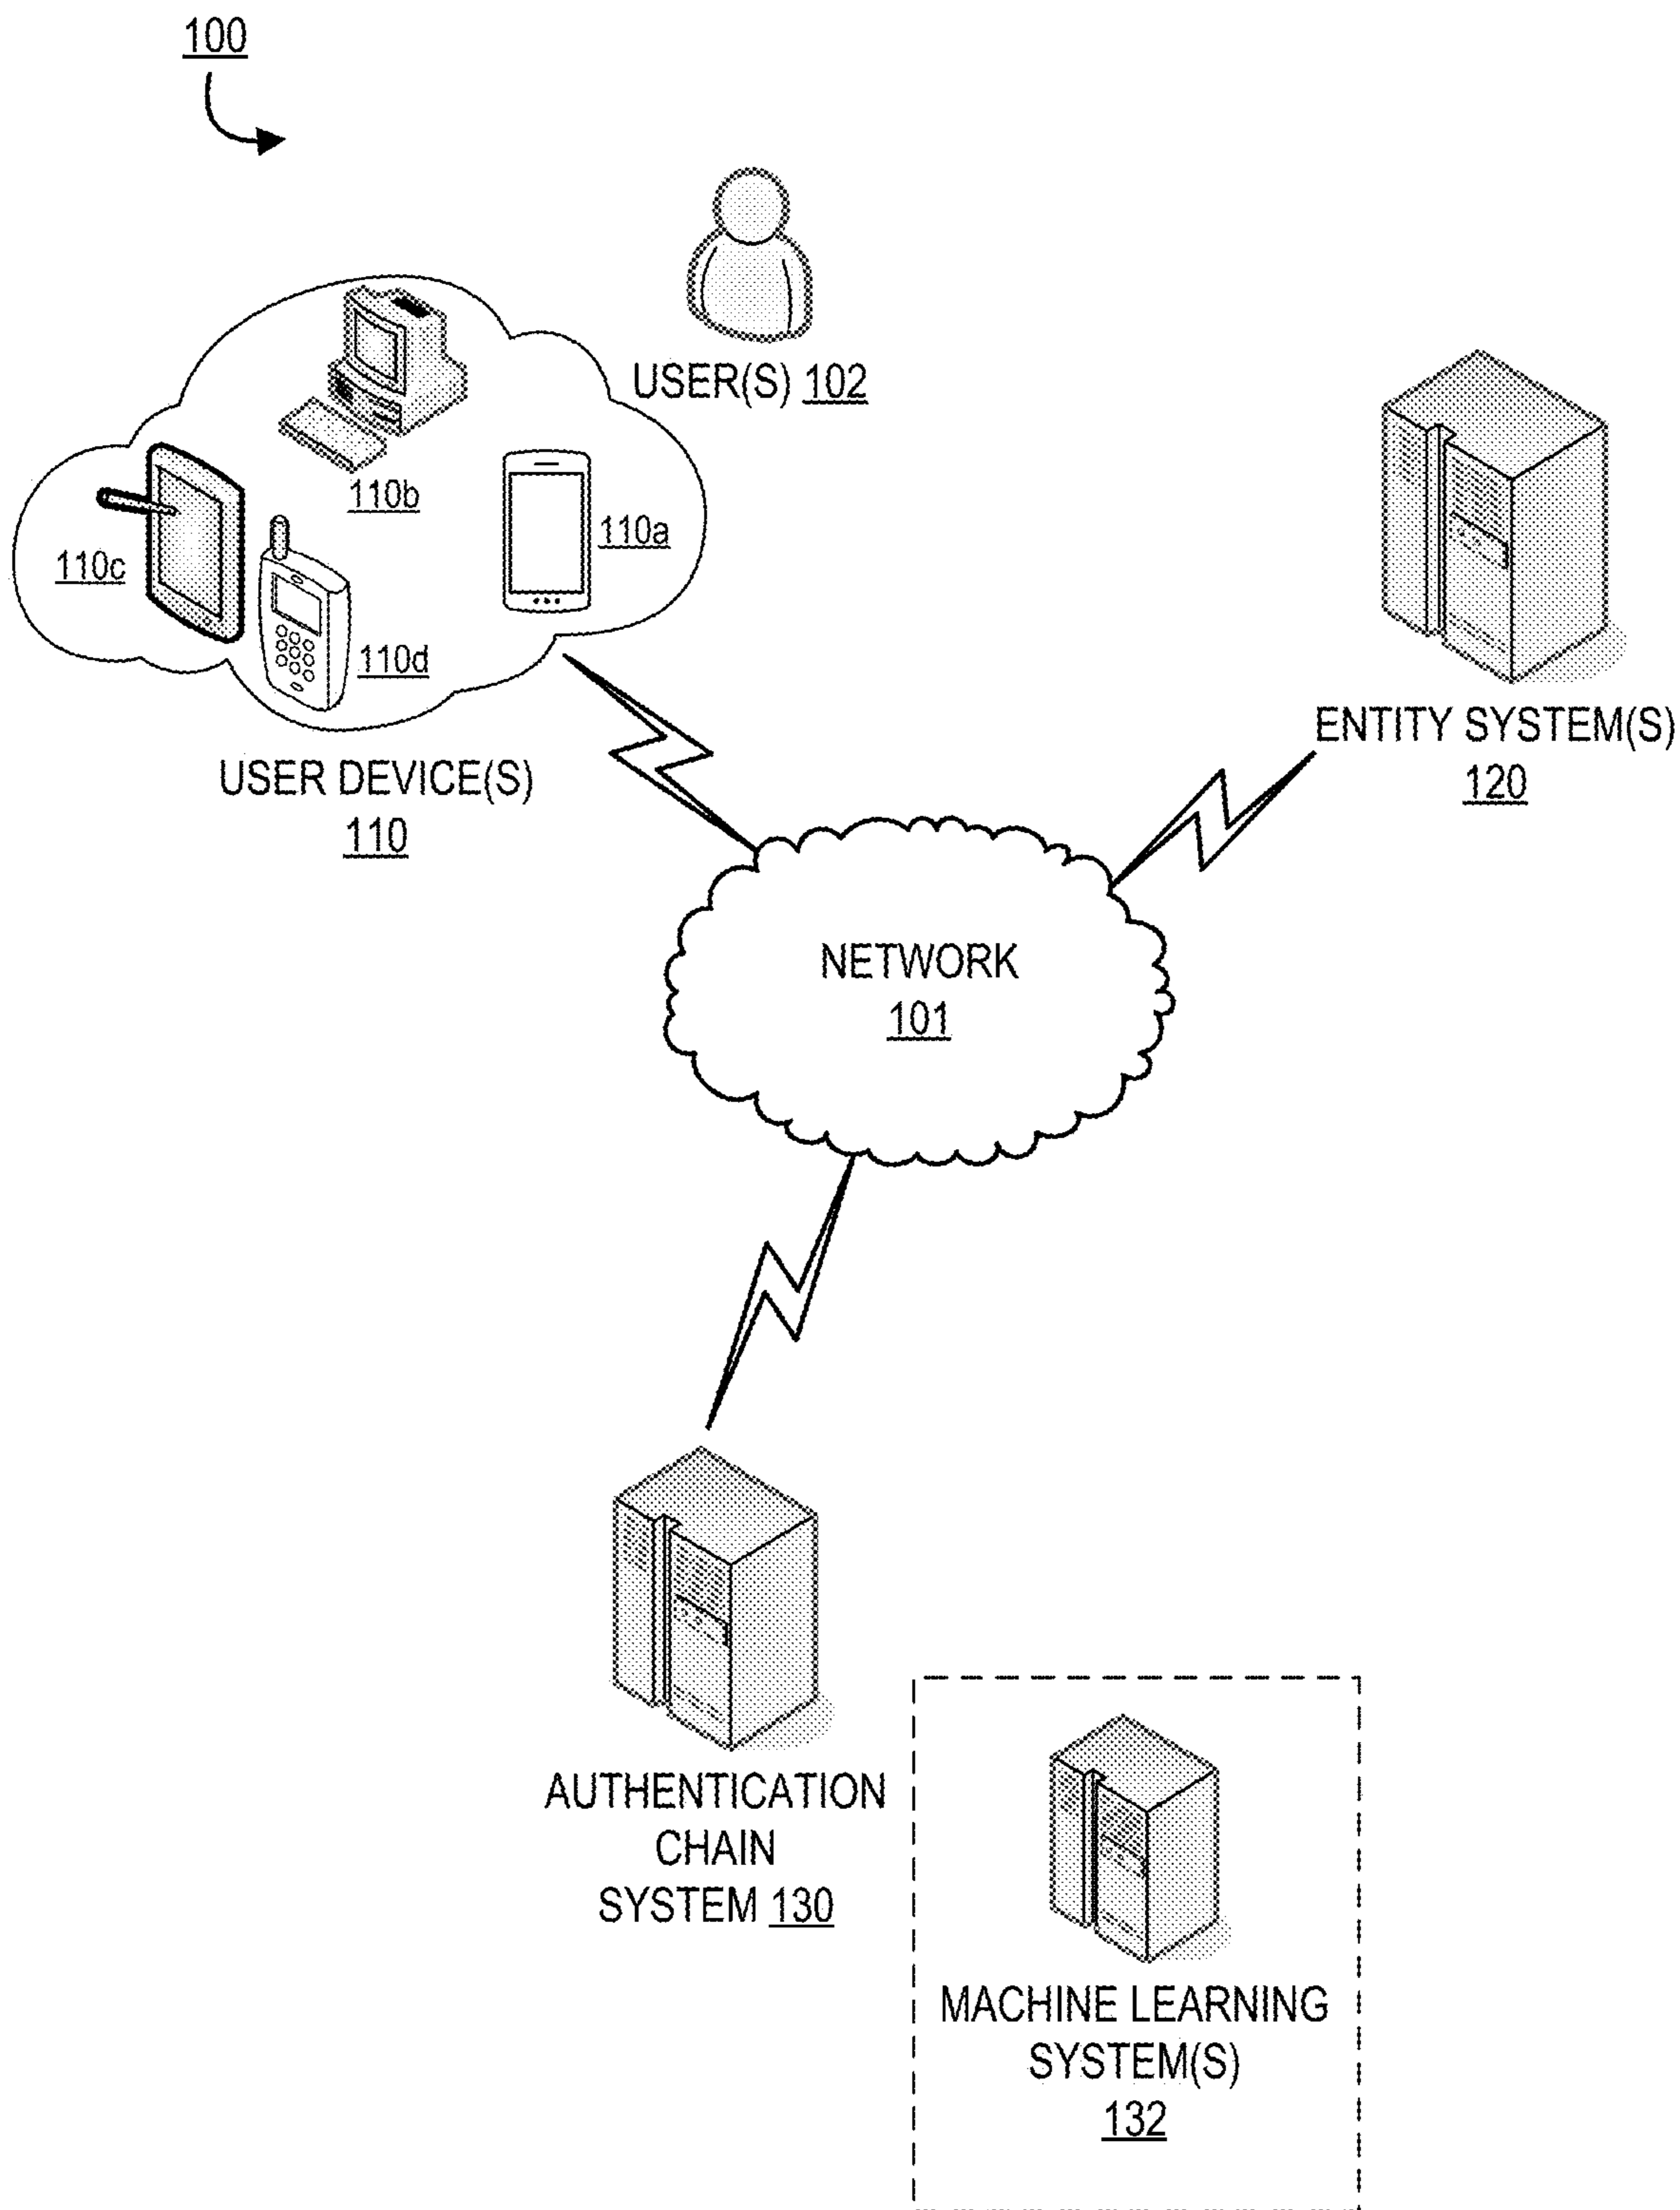 100
USER(S) 102
110b
110a
110c
110d
USER DEVICE(S)
110
ENTITY SYSTEM(S)
120
NETWORK
101
AUTHENTICATION
CHAIN
SYSTEM 130
MACHINE LEARNING
SYSTEM(S)
132